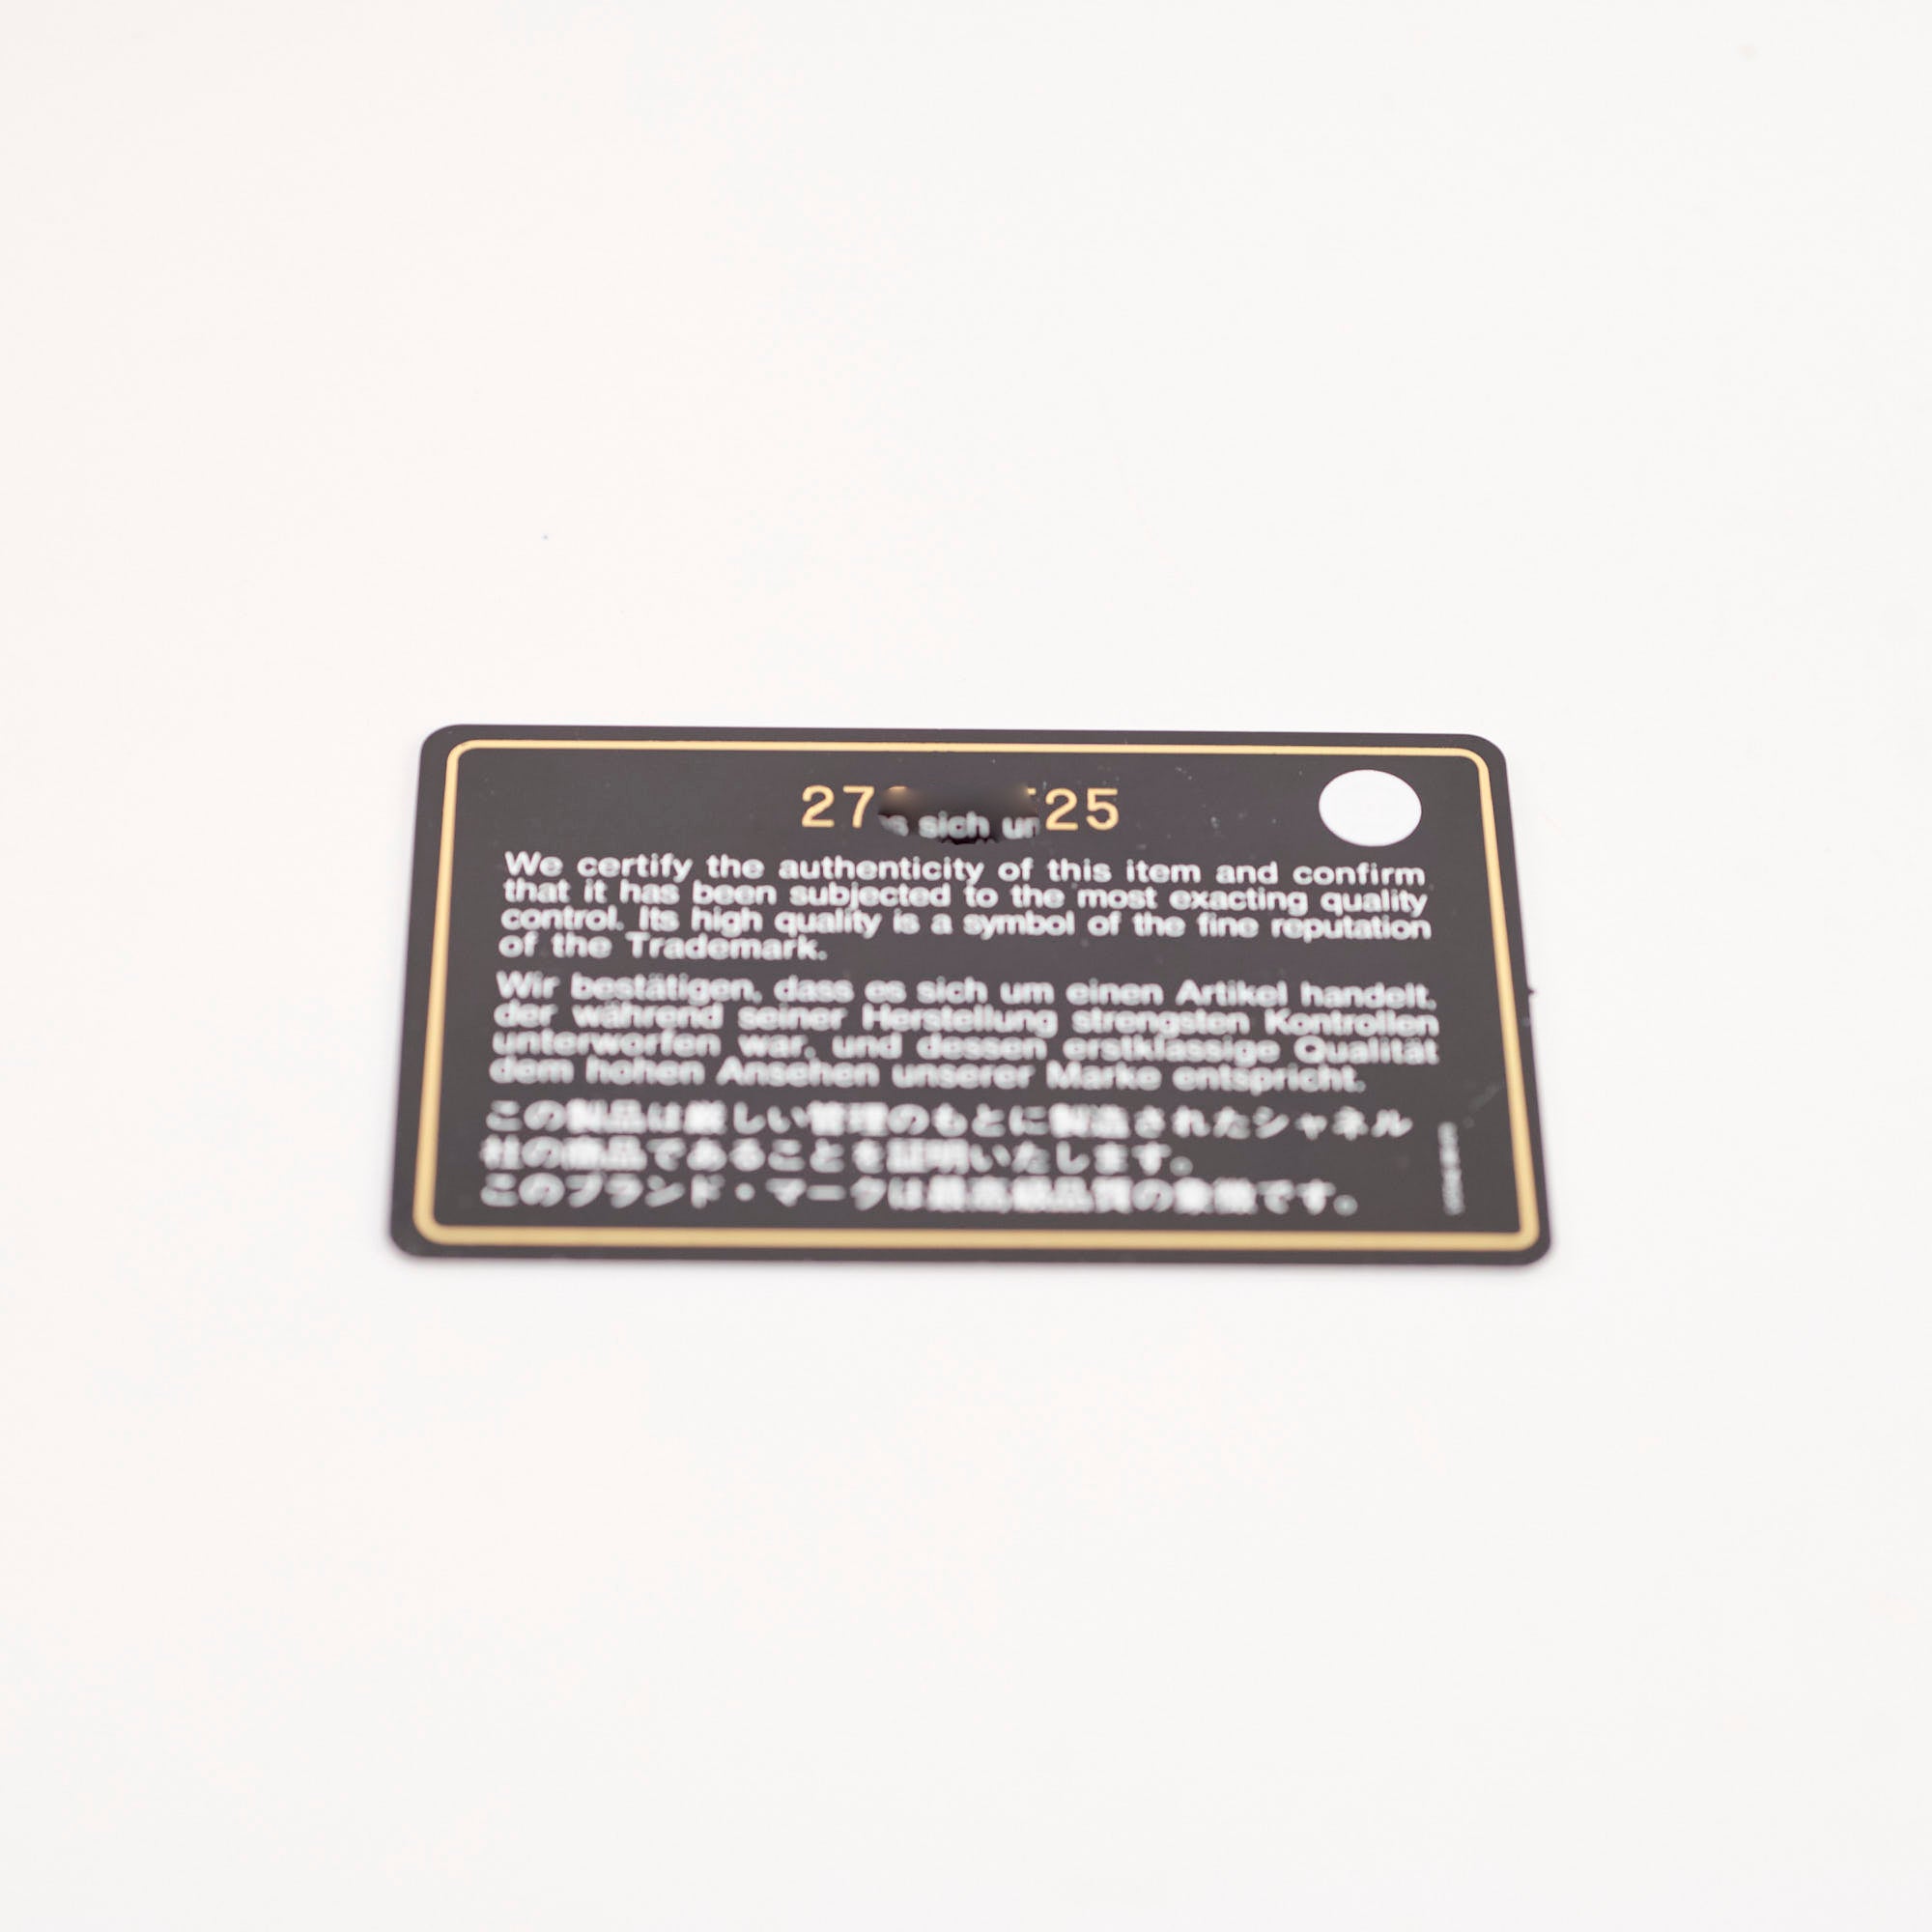 27 25
sich
We certify the authenticity of this item and confirm
that it has been subjected to the most exacting quality
control. Its high quality is a symbol of the fine reputation
of the Trademark.
Wir bestätigen, dass es sich um einen Artikel handelt,
der während seiner Herstellung strengsten Kontrollen
unterworfen war, und dessen erstklassige Qualität
dem hohen Ansehen unserer Marke entspricht.
この製品は厳しい管理のもとに製造されたシャネル
社の商品であることを証明いたします。
このブランド・マークは最高級品質の象徴です。